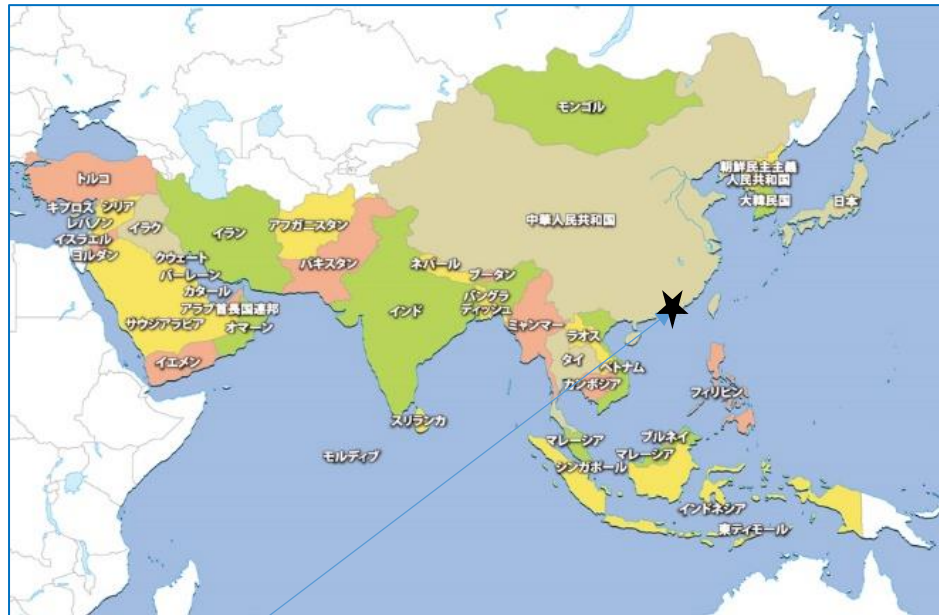 モンゴル
朝鮮民主主義
人民共和国
大韓民国
日本
トルコ
中華人民共和国
キプロス
シリア
レバノン
イラク
イラン
アフガニスタン
イスラエル
ヨルダン
クウェート
パキスタン
ネパール
ブータン
バーレーン
カタール
バングラ
ディッシュ
アラブ首長国連邦
インド
サウジアラビア
オマーン
ミャンマー
ラオス
イエメン
タイ
ベトナム
カンボジア
フィリピン
スリランカ
モルディブ
マレーシア
ブルネイ
マレーシア
シンガポール
インドネシア
東ティモール